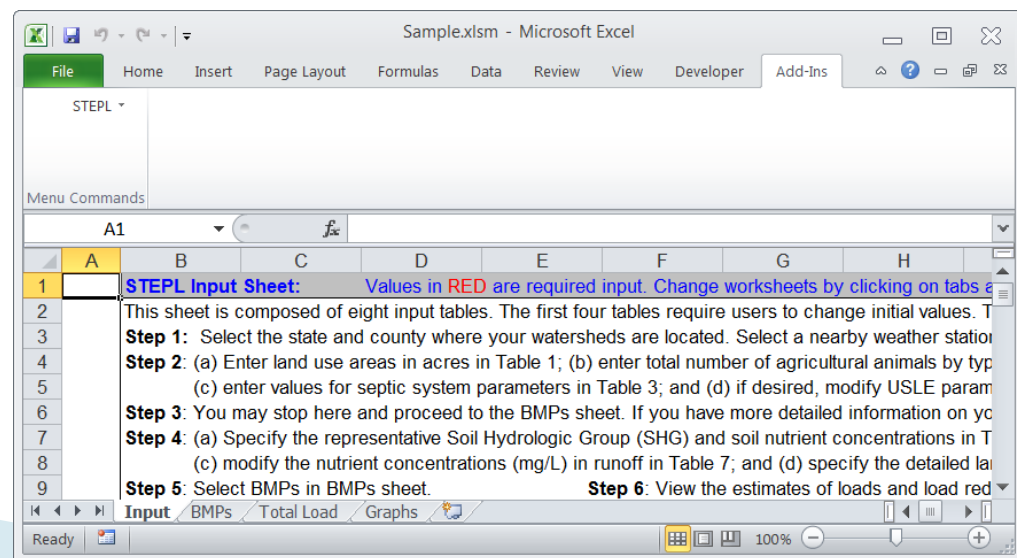 Sample.xlsm - Microsoft Excel
File Home Insert Page Layout Formulas Data Review View Developer Add-Ins
STEPL
Menu Commands
A1 fx
A B C D E F G H
1 STEPL Input Sheet: Values in RED are required input. Change worksheets by clicking on tabs a
2 This sheet is composed of eight input tables. The first four tables require users to change initial values. T
3 Step 1: Select the state and county where your watersheds are located. Select a nearby weather station
4 Step 2: (a) Enter land use areas in acres in Table 1; (b) enter total number of agricultural animals by typ
5 (c) enter values for septic system parameters in Table 3; and (d) if desired, modify USLE param
6 Step 3: You may stop here and proceed to the BMPs sheet. If you have more detailed information on yo
7 Step 4: (a) Specify the representative Soil Hydrologic Group (SHG) and soil nutrient concentrations in T
8 (c) modify the nutrient concentrations (mg/L) in runoff in Table 7; and (d) specify the detailed la
9 Step 5: Select BMPs in BMPs sheet. Step 6: View the estimates of loads and load red
Input BMPs Total Load Graphs
Ready 100%